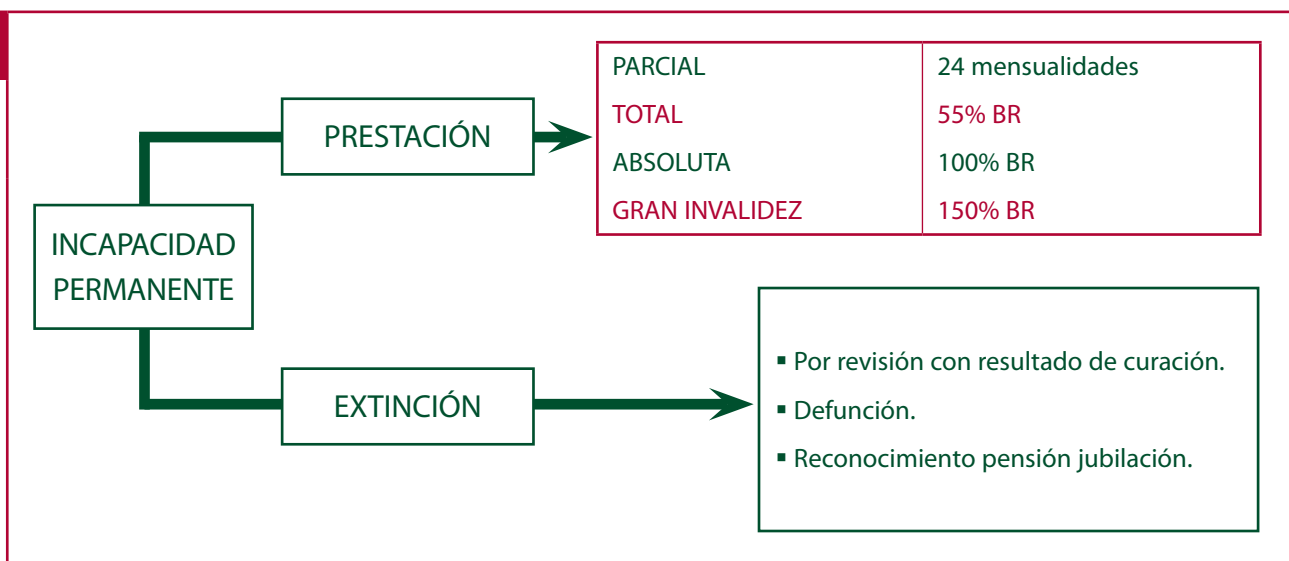 PARCIAL 24 mensualidades
TOTAL 55% BR
PRESTACIÓN
ABSOLUTA 100% BR
GRAN INVALIDEZ 150% BR
INCAPACIDAD
PERMANENTE
EXTINCIÓN
▪ Por revisión con resultado de curación.
▪ Defunción.
▪ Reconocimiento pensión jubilación.